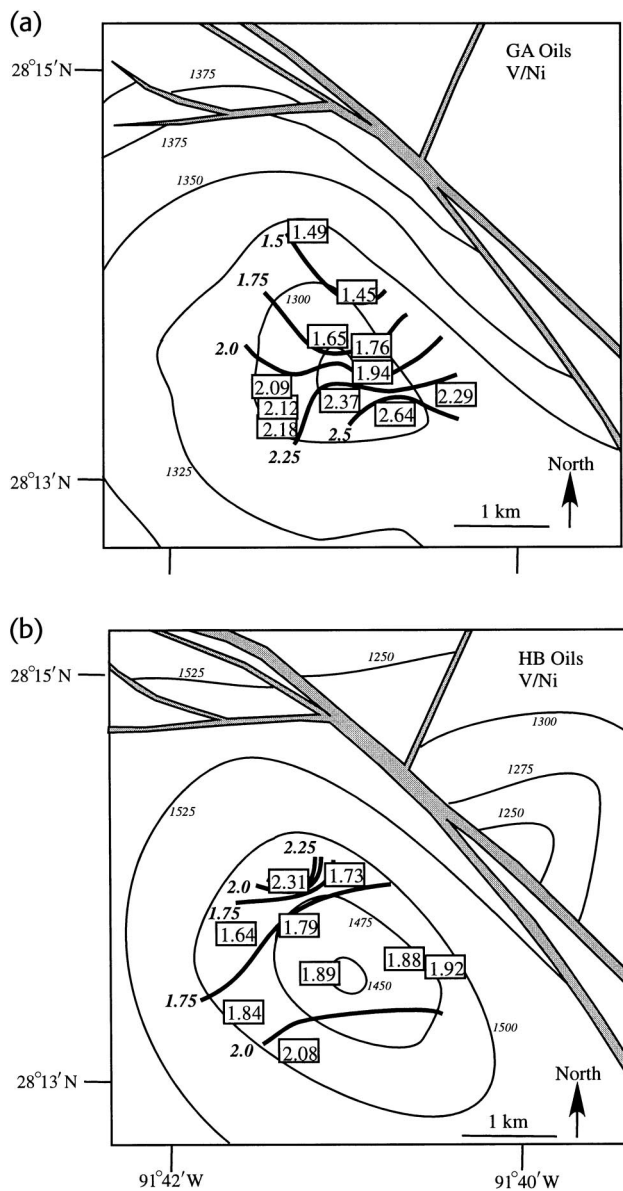 (a)
GA Oils
V/Ni
28°15'N
1375
1375
1350
1.5
1.49
1.75
1300
1.45
1.65
1.76
2.0
1.94
2.09
2.37
2.29
2.12
2.64
2.18
2.5
2.25
1325
North
28°13'N
1 km
(b)
HB Oils
V/Ni
28°15'N
1525
1250
1300
1275
1250
1525
2.25
2.0
2.31
1.73
1.75
1475
1.64
1.79
1.88
1.92
1.89
1450
1.75
1.84
1500
2.0
2.08
North
28°13'N
1 km
91°42'W
91°40'W